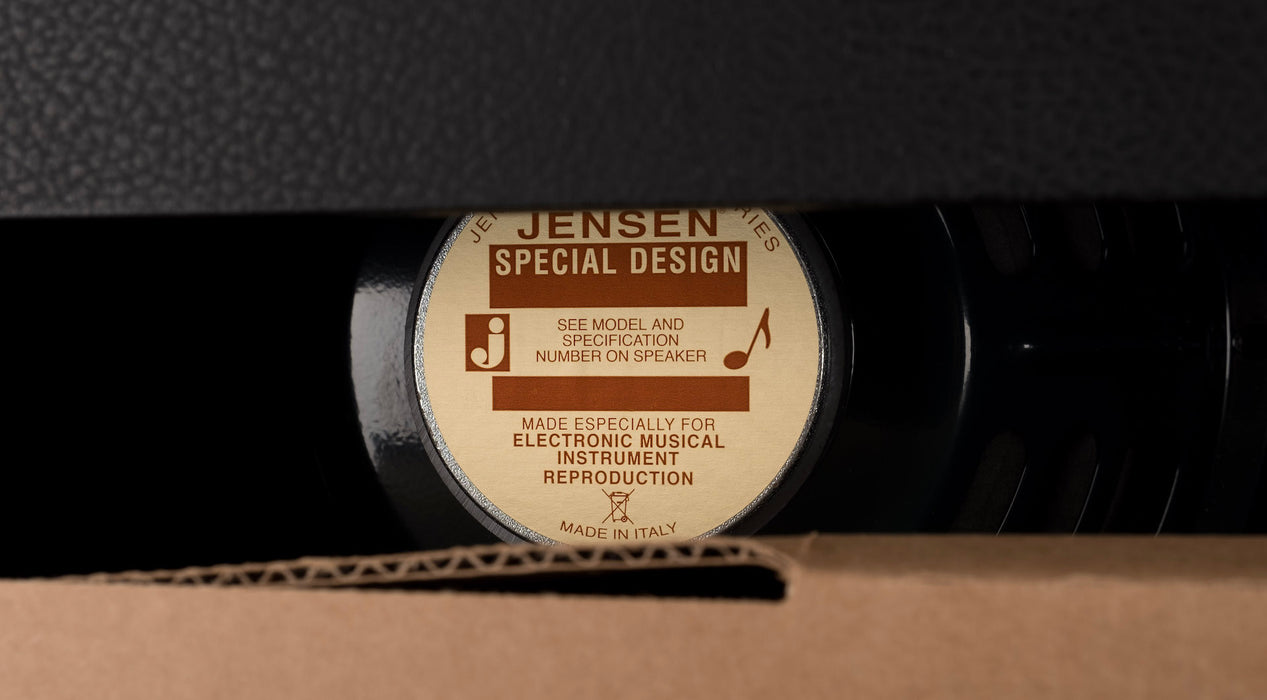 JENSEN
SPECIAL DESIGN
j
SEE MODEL AND
SPECIFICATION
NUMBER ON SPEAKER
MADE ESPECIALLY FOR
ELECTRONIC MUSICAL
INSTRUMENT
REPRODUCTION
MADE IN ITALY